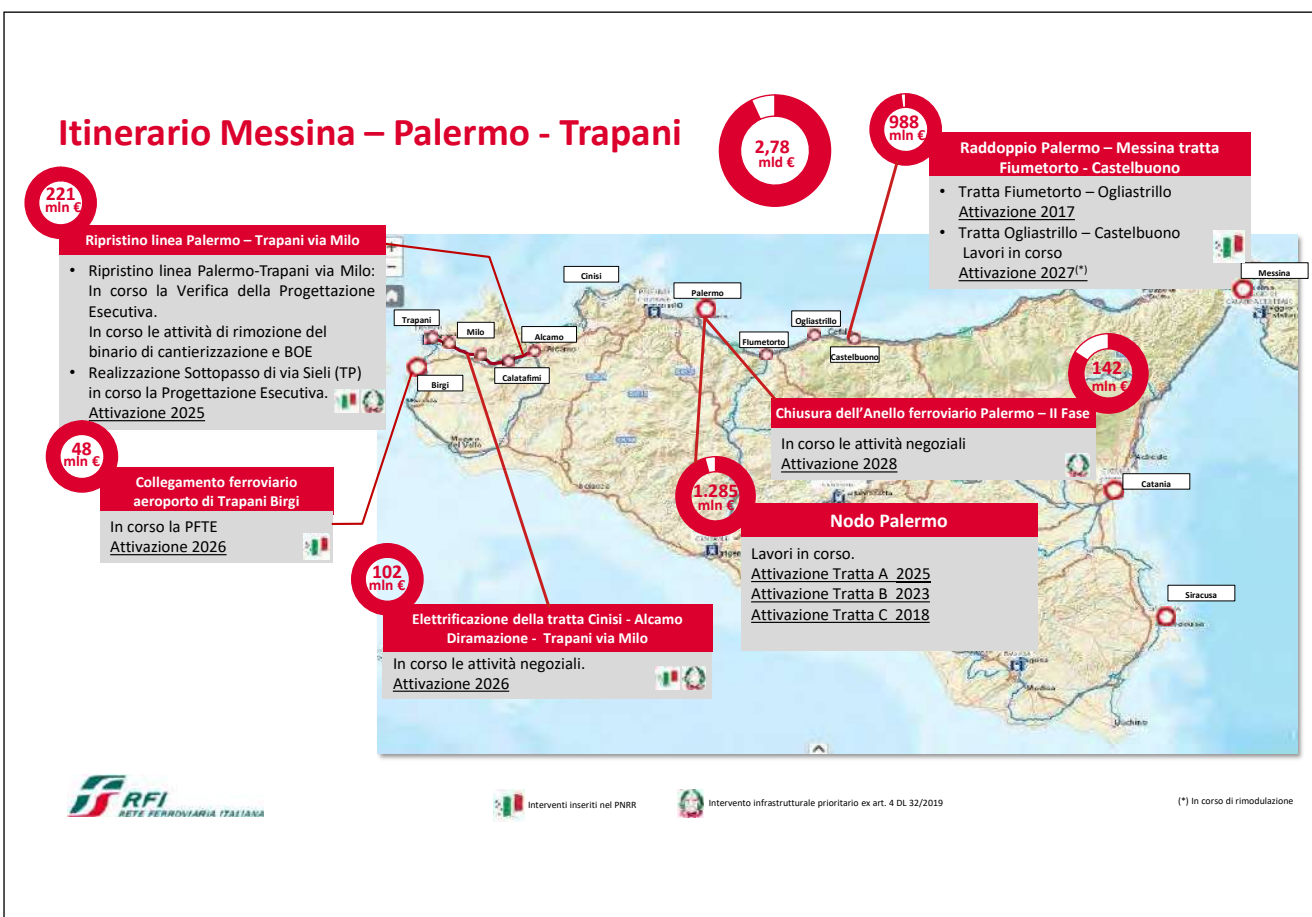 Itinerario Messina – Palermo - Trapani
2,78
mld €
988
mln €
Raddoppio Palermo – Messina tratta
Fiumetorto - Castelbuono
• Tratta Fiumetorto – Ogliastrillo
Attivazione 2017
• Tratta Ogliastrillo – Castelbuono
Lavori in corso
Attivazione 2027(*)
221
mln €
Ripristino linea Palermo – Trapani via Milo
• Ripristino linea Palermo-Trapani via Milo:
In corso la Verifica della Progettazione
Esecutiva.
In corso le attività di rimozione del
binario di cantierizzazione e BOE
• Realizzazione Sottopasso di via Sieli (TP)
in corso la Progettazione Esecutiva.
Attivazione 2025
48
mln €
Collegamento ferroviario
aeroporto di Trapani Birgi
In corso la PFTE
Attivazione 2026
102
mln €
Elettrificazione della tratta Cinisi - Alcamo
Diramazione - Trapani via Milo
In corso le attività negoziali.
Attivazione 2026
142
mln €
Chiusura dell'Anello ferroviario Palermo – II Fase
In corso le attività negoziali
Attivazione 2028
1.285
mln €
Nodo Palermo
Lavori in corso.
Attivazione Tratta A 2025
Attivazione Tratta B 2023
Attivazione Tratta C 2018
Cinisi
Palermo
Messina
Trapani
Milo
Alcamo
Alcamo
Birgi
Calatafimi
Fiumetorto
Ogliastrillo
Castelbuono
Catania
Siracusa
Modica
RFI
RETE FERROVIARIA ITALIANA
Interventi inseriti nel PNRR
Intervento infrastrutturale prioritario ex art. 4 DL 32/2019
(*) In corso di rimodulazione